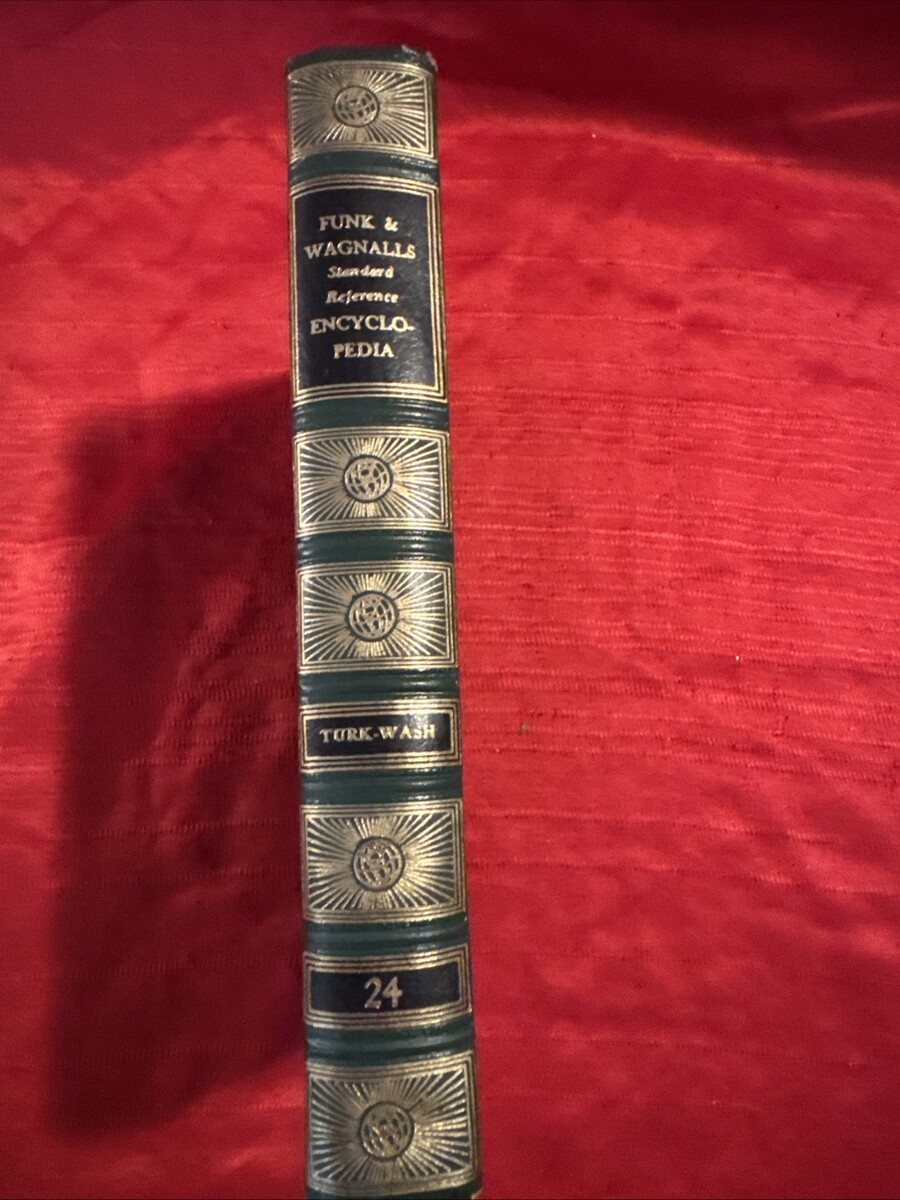 FUNK &
WAGNALLS
Standard
Reference
ENCYCLO-
PEDIA
TURK-WASH
24